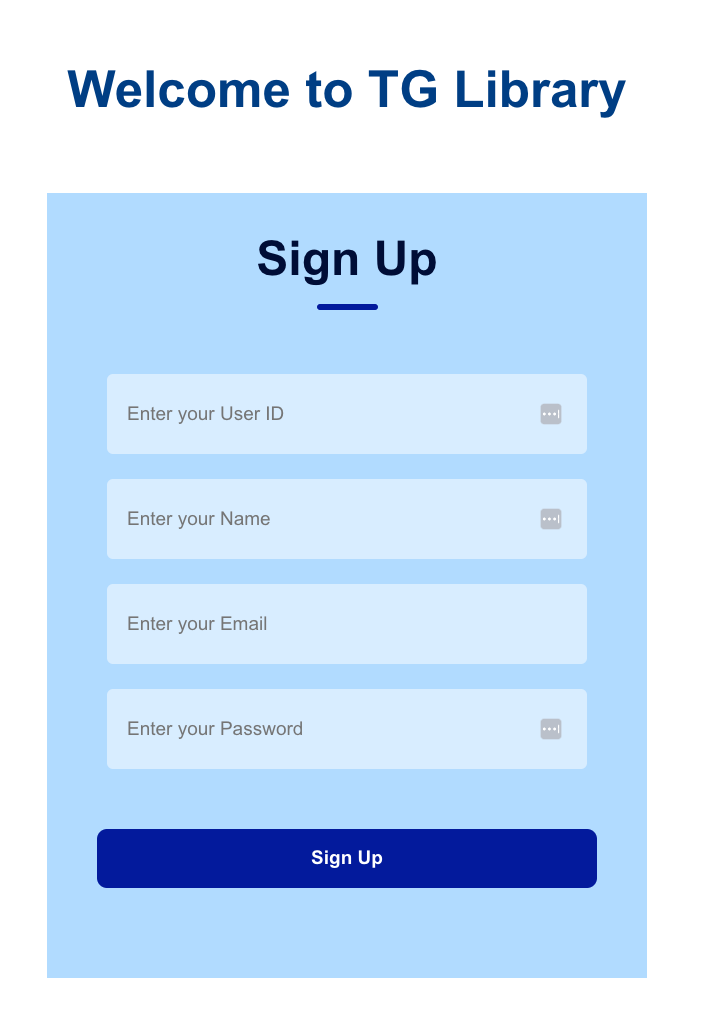 Welcome to TG Library
Sign Up
Enter your User ID
Enter your Name
Enter your Email
Enter your Password
Sign Up